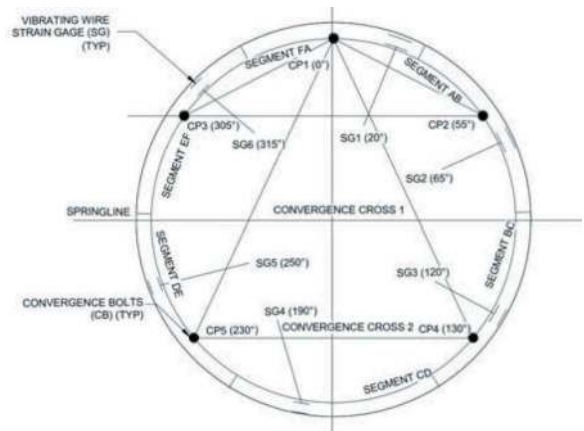 VIBRATING WIRE
STRAIN GAGE (SG)
(TYP)
SEGMENT FA
CP1 (0°)
SEGMENT AB
CP3 (305°)
SG6 (315°)
SG1 (20°)
CP2 (55°)
SG2 (65°)
SEGMENT EF
SPRINGLINE
CONVERGENCE CROSS 1
SEGMENT BC
SEGMENT DE
SG5 (250°)
SG3 (120°)
CONVERGENCE BOLTS
(CB) (TYP)
SG4 (190°)
CP5 (230°)
CONVERGENCE CROSS 2
CP4 (130°)
SEGMENT CD